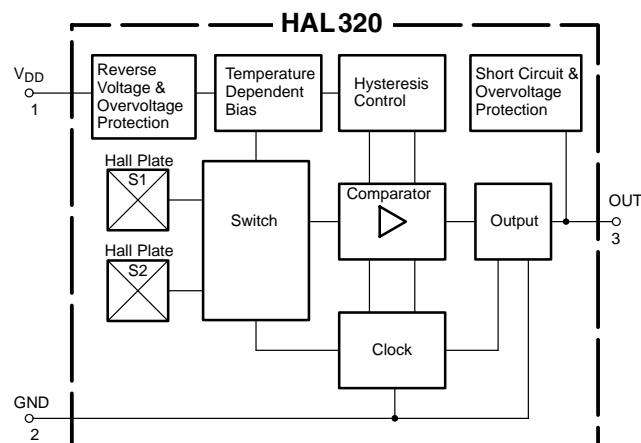 HAL 320
VDD
1
Reverse
Voltage &
Overvoltage
Protection
Temperature
Dependent
Bias
Hysteresis
Control
Short Circuit &
Overvoltage
Protection
Hall Plate
S1
Hall Plate
S2
Switch
Comparator
Output
OUT
3
Clock
GND
2